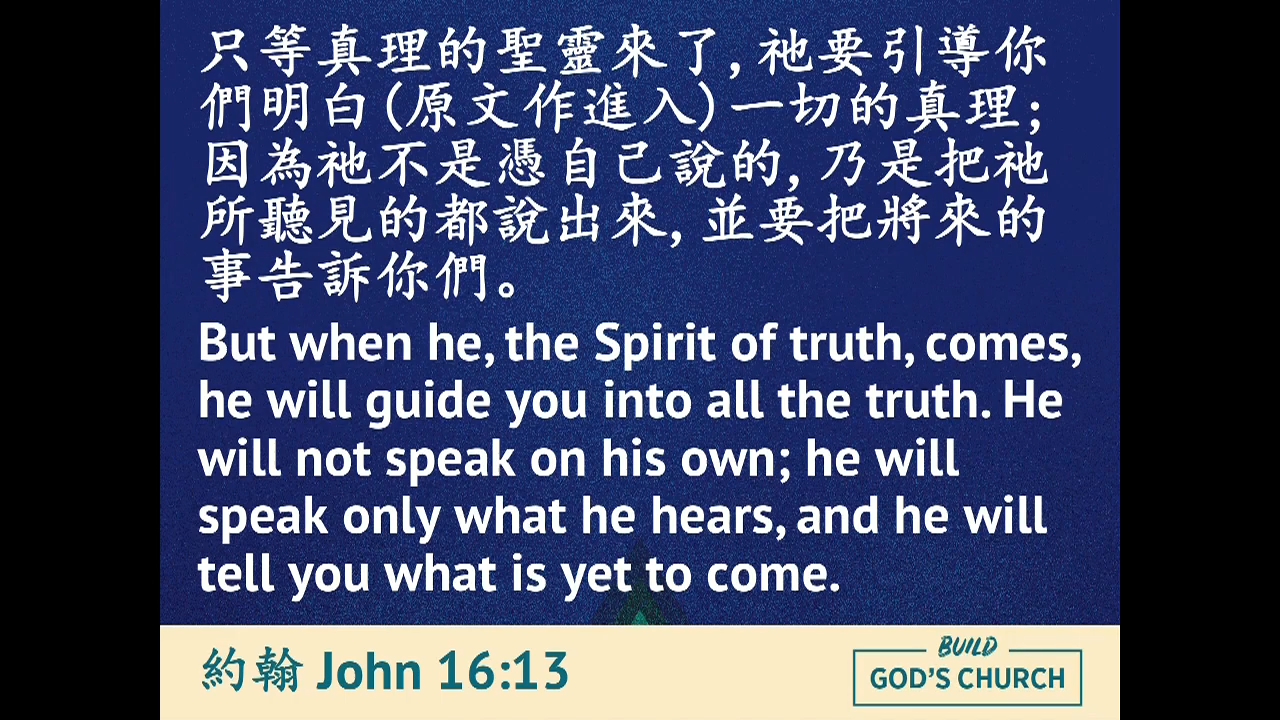 只等真理的聖靈來了, 祂要引導你
們明白(原文作進入)一切的真理;
因為祂不是憑自己說的, 乃是把祂
所聽見的都說出來, 並要把將來的
事告訴你們。
But when he, the Spirit of truth, comes,
he will guide you into all the truth. He
will not speak on his own; he will
speak only what he hears, and he will
tell you what is yet to come.
約翰 John 16:13
BUILD
GOD'S CHURCH